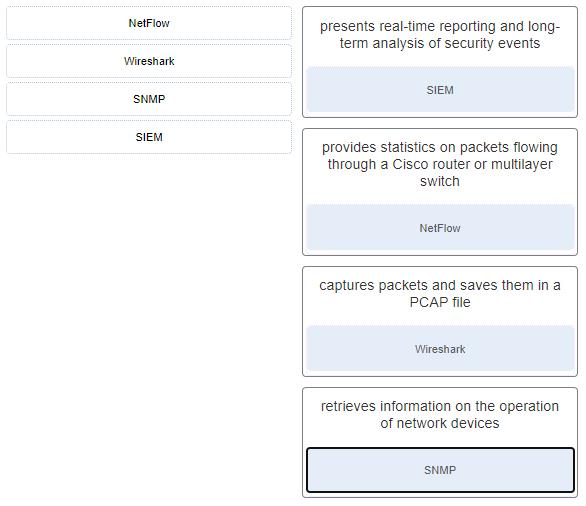 NetFlow
Wireshark
SNMP
SIEM
presents real-time reporting and long-
term analysis of security events
SIEM
provides statistics on packets flowing
through a Cisco router or multilayer
switch
NetFlow
captures packets and saves them in a
PCAP file
Wireshark
retrieves information on the operation
of network devices
SNMP